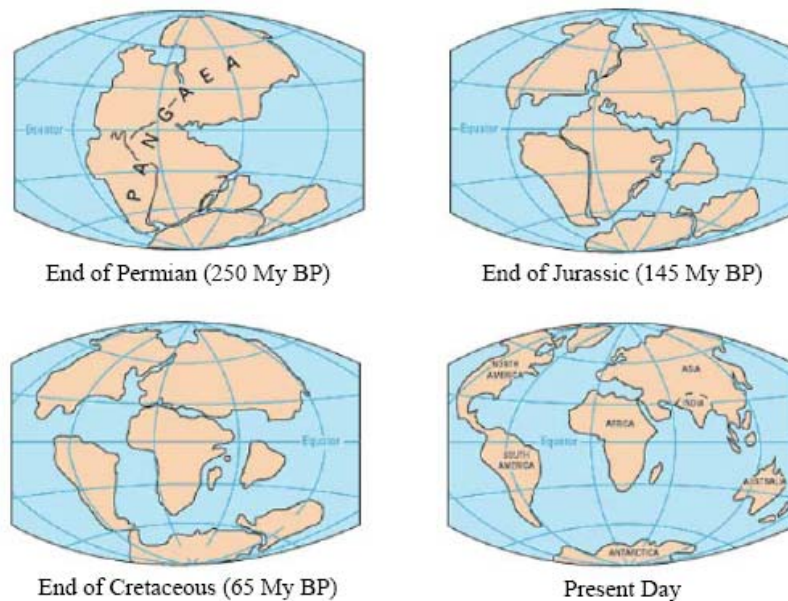 PANGAEA
Equator
End of Permian (250 My BP)
Equator
End of Jurassic (145 My BP)
Equator
End of Cretaceous (65 My BP)
NORTH
AMERICA
ASIA
INDIA
AFRICA
Equator
SOUTH
AMERICA
AUSTRALIA
ANTARCTICA
Present Day